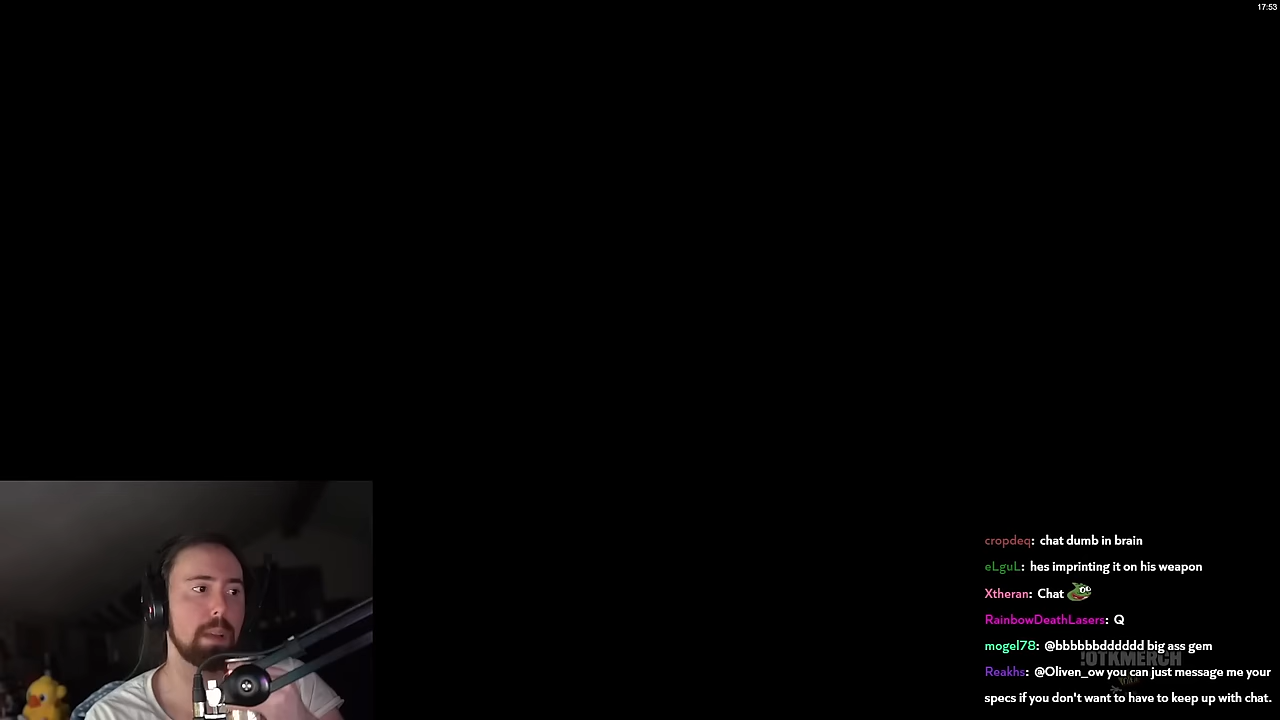 17:53
cropdeq: chat dumb in brain
eLguL: hes imprinting it on his weapon
Xtheran: Chat
RainbowDeathLasers: Q
mogel78: @bbbbbbdddddd big ass gem
!OTKMERCH
Reakhs: @Oliven_ow you can just message me your
specs if you don't want to have to keep up with chat.